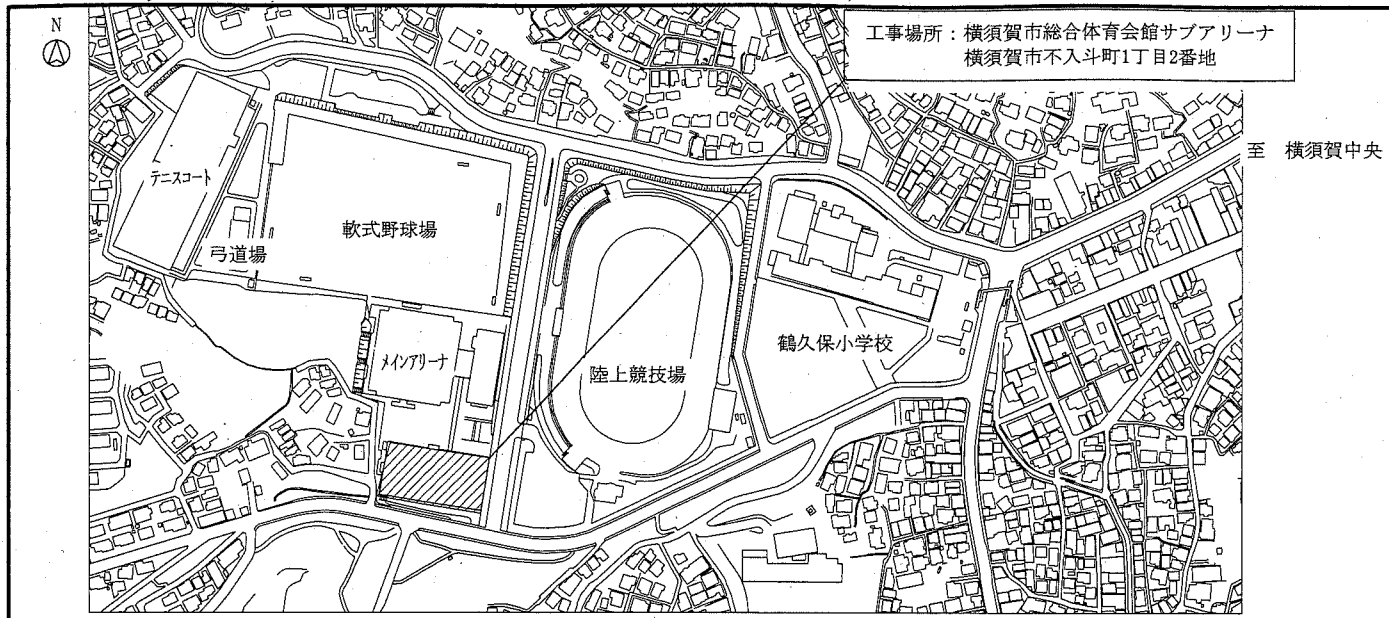 N
工事場所：横須賀市総合体育会館サブアリーナ
横須賀市不入斗町1丁目2番地
至 横須賀中央
テニスコート
軟式野球場
弓道場
メインアリーナ
陸上競技場
鶴久保小学校